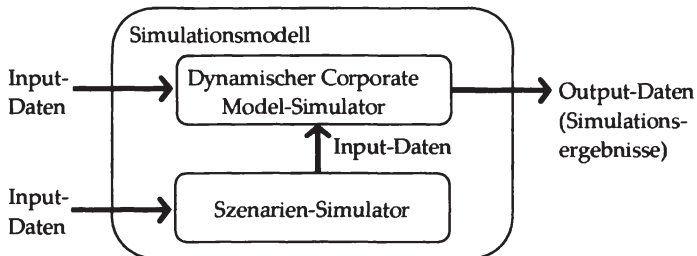 Simulationsmodell
Input-
Daten
Dynamischer Corporate
Model-Simulator
Output-Daten
(Simulations-
ergebnisse)
Input-Daten
Input-
Daten
Szenarien-Simulator